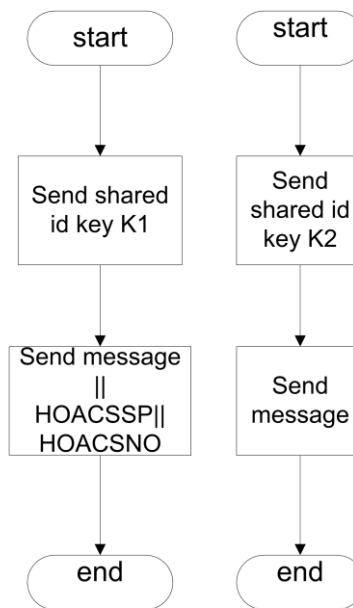 start
Send shared
id key K1
Send message
||
HOACSSP||
HOACSNO
end
start
Send
shared id
key K2
Send
message
end